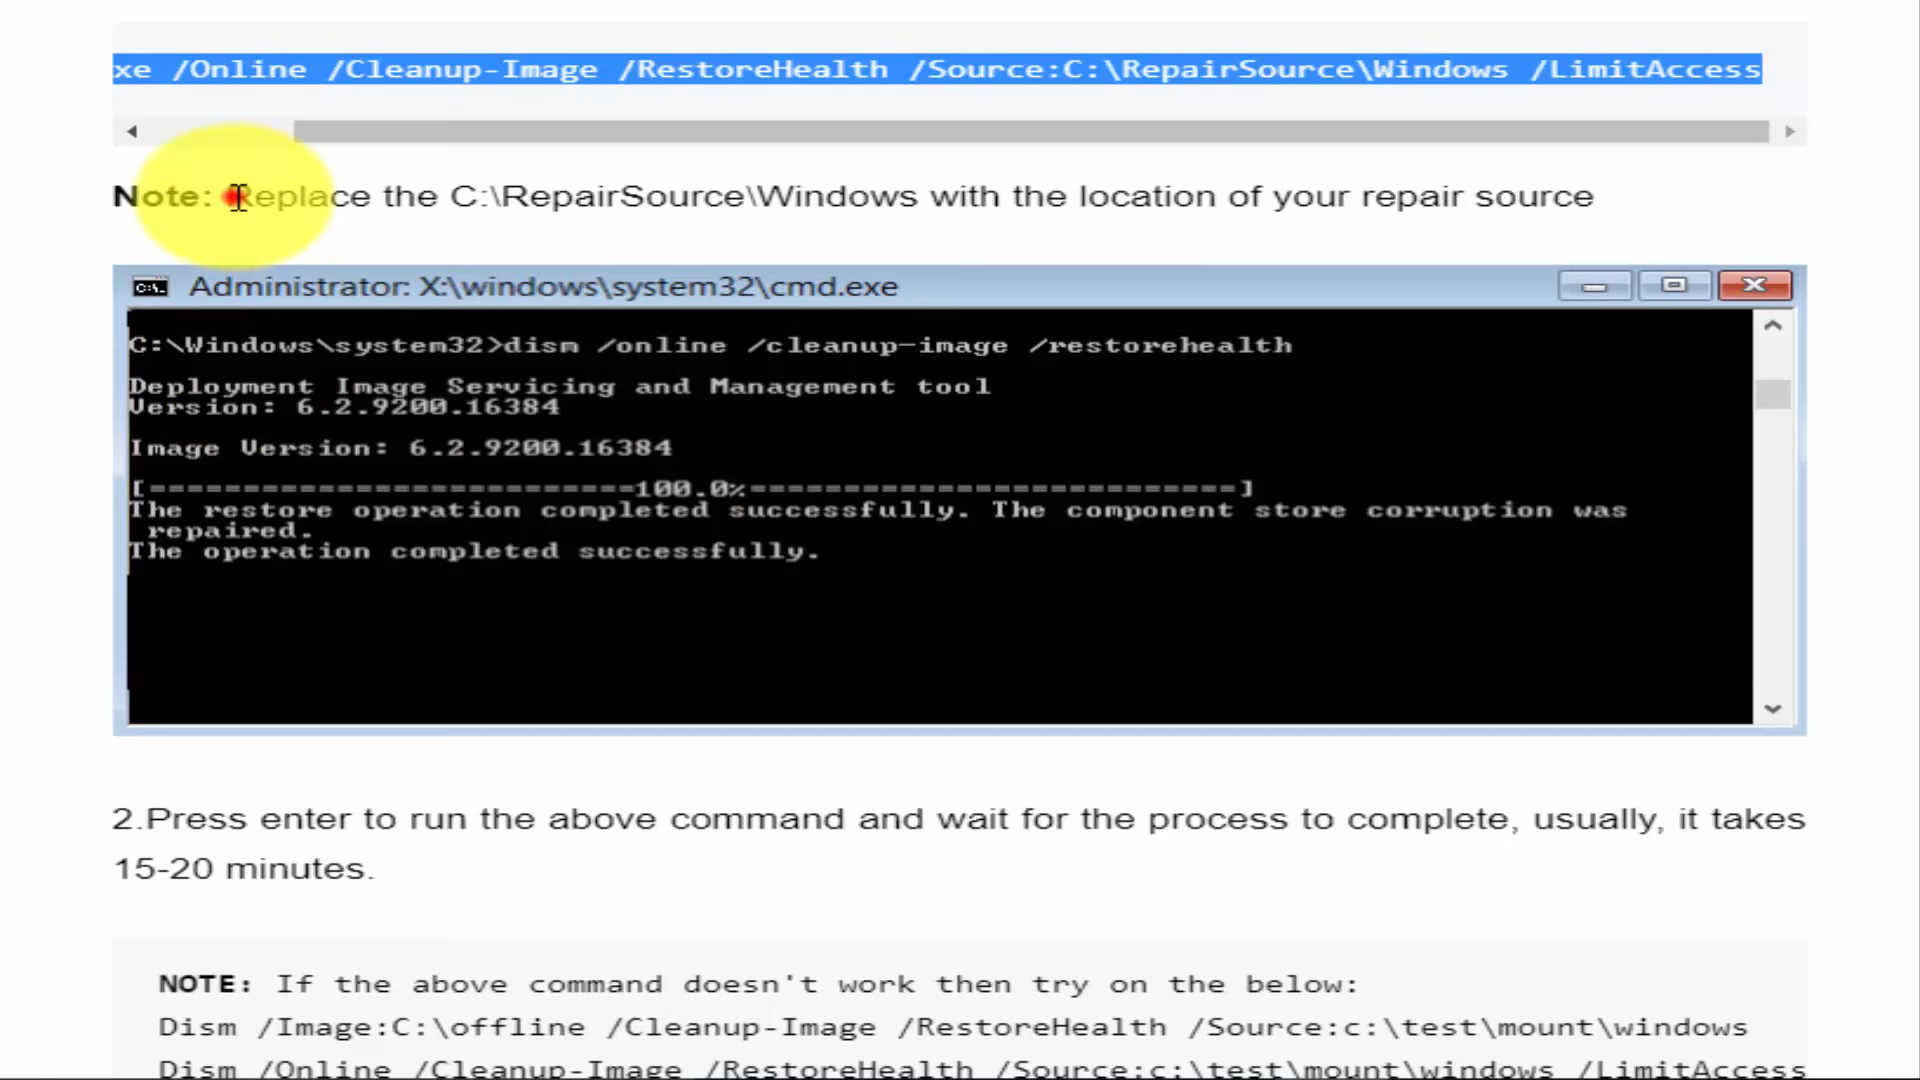 xe /Online /Cleanup-Image /RestoreHealth /Source:C:\RepairSource\Windows /LimitAccess
Note: Replace the C:\RepairSource\Windows with the location of your repair source
Administrator: X:\windows\system32\cmd.exe
C:\Windows\system32>dism /online /cleanup-image /restorehealth
Deployment Image Servicing and Management tool
Version: 6.2.9200.16384
Image Version: 6.2.9200.16384
[===========================100.0%==========================]
The restore operation completed successfully. The component store corruption was
repaired.
The operation completed successfully.
2.Press enter to run the above command and wait for the process to complete, usually, it takes
15-20 minutes.
NOTE: If the above command doesn't work then try on the below:
Dism /Image:C:\offline /Cleanup-Image /RestoreHealth /Source:c:\test\mount\windows
Dism /Online /Cleanup-Image /RestoreHealth /Source:c:\test\mount\windows /LimitAccess